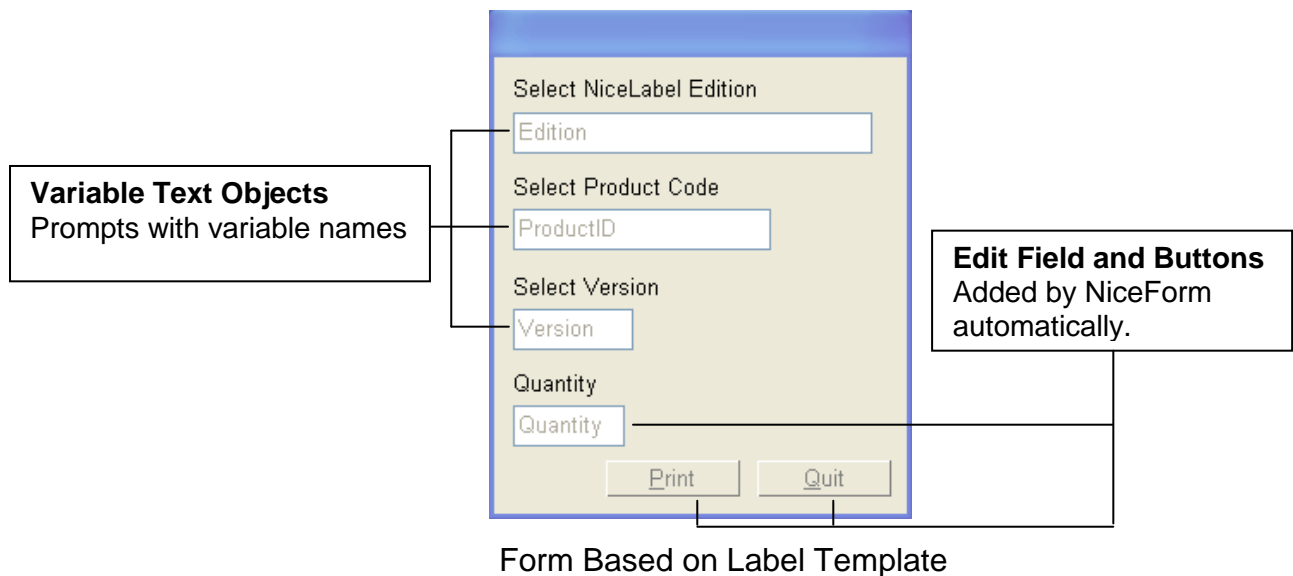 Select NiceLabel Edition
Edition
Variable Text Objects
Prompts with variable names
Select Product Code
ProductID
Edit Field and Buttons
Added by NiceForm
automatically.
Select Version
Version
Quantity
Quantity
Print
Quit
Form Based on Label Template